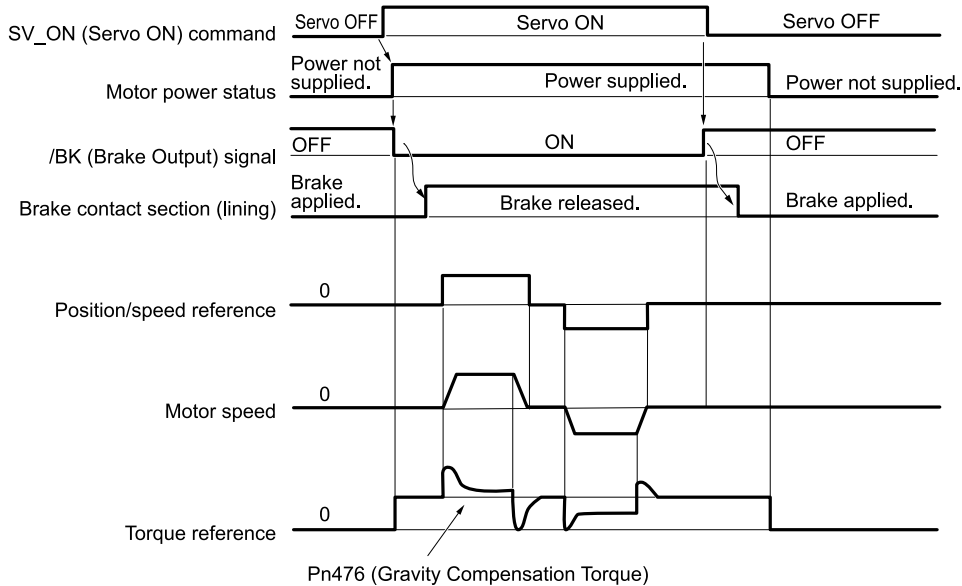 SV_ON (Servo ON) command
Servo OFF
Servo ON
Servo OFF
Motor power status
Power not
supplied.
Power supplied.
Power not supplied.
/BK (Brake Output) signal
OFF
ON
OFF
Brake contact section (lining)
Brake
applied.
Brake released.
Brake applied.
Position/speed reference
0
Motor speed
0
Torque reference
0
Pn476 (Gravity Compensation Torque)